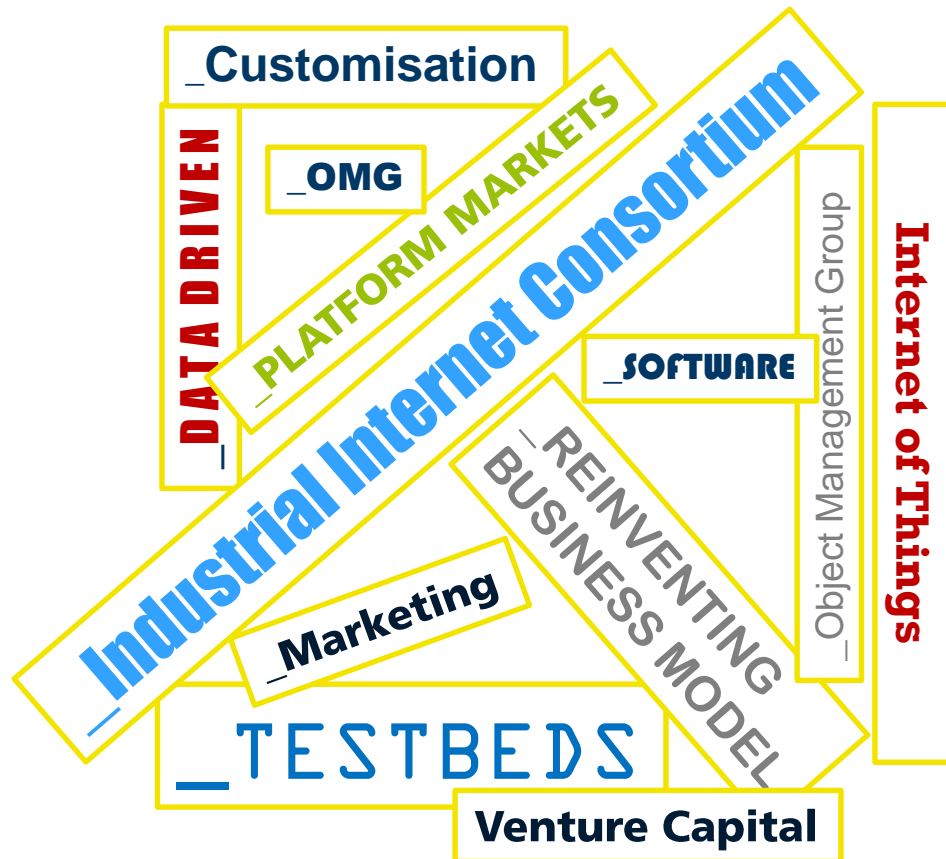 _Customisation
_DATA DRIVEN
_OMG
_PLATFORM MARKETS
_Industrial Internet Consortium
Internet of Things
_Object Management Group
_SOFTWARE
_REINVENTING
BUSINESS MODEL
_Marketing
_TESTBEDS
Venture Capital